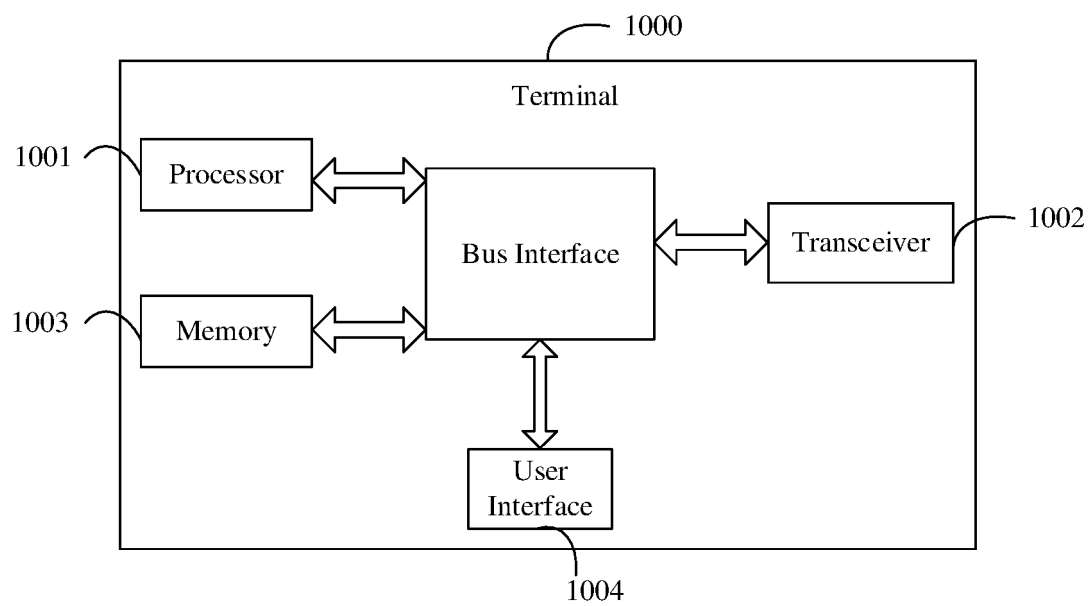 1000
Terminal
1001
Processor
Bus Interface
Transceiver
1002
1003
Memory
User
Interface
1004